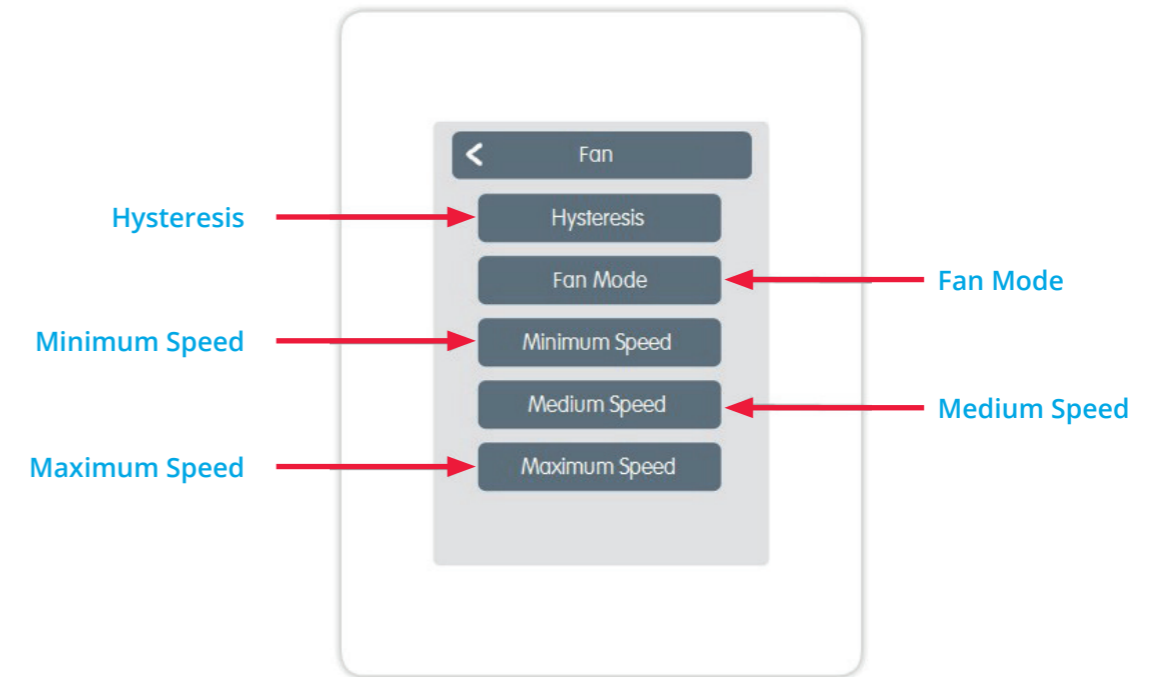 Fan
Hysteresis
Hysteresis
Fan Mode
Fan Mode
Minimum Speed
Minimum Speed
Medium Speed
Medium Speed
Maximum Speed
Maximum Speed